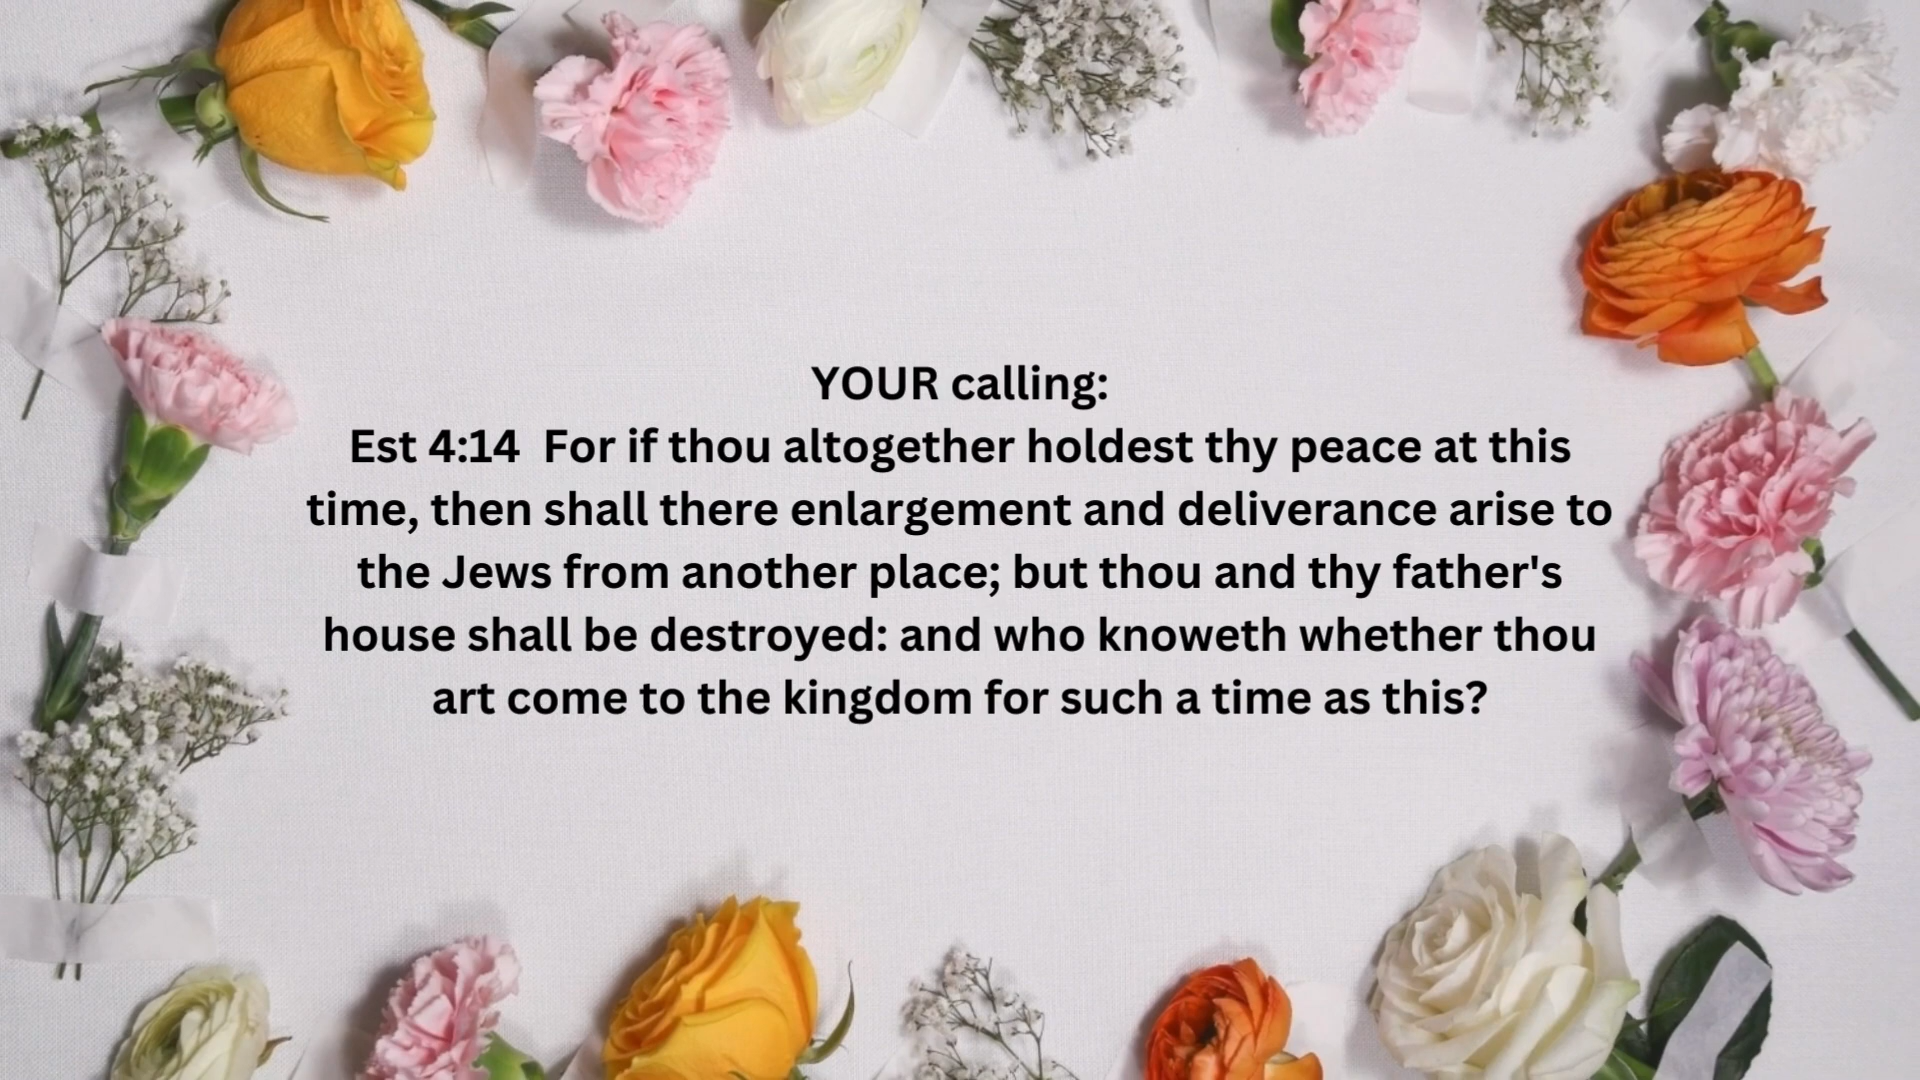 YOUR calling:
Est 4:14  For if thou altogether holdest thy peace at this
time, then shall there enlargement and deliverance arise to
the Jews from another place; but thou and thy father's
house shall be destroyed: and who knoweth whether thou
art come to the kingdom for such a time as this?